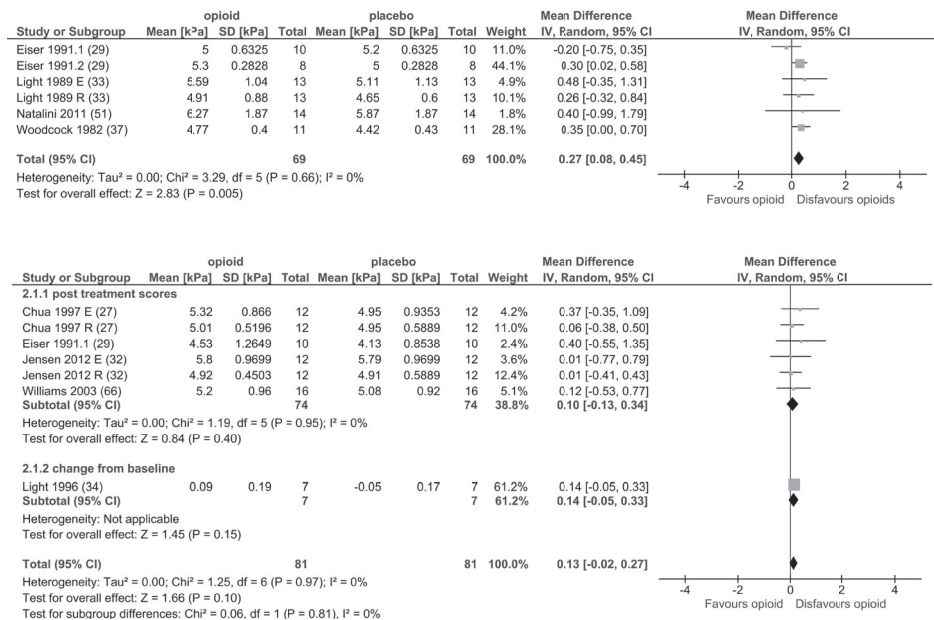 opioid placebo Mean Difference Mean Difference
Study or Subgroup Mean [kPa] SD [kPa] Total Mean [kPa] SD [kPa] Total Weight IV, Random, 95% CI IV, Random, 95% CI
Eiser 1991.1 (29) 5 0.6325 10 5.2 0.6325 10 11.0% -0.20 [-0.75, 0.35]
Eiser 1991.2 (29) 5.3 0.2828 8 5 0.2828 8 44.1% 0.30 [0.02, 0.58]
Light 1989 E (33) 5.59 1.04 13 5.11 1.13 13 4.9% 0.48 [-0.35, 1.31]
Light 1989 R (33) 4.91 0.88 13 4.65 0.6 13 10.1% 0.26 [-0.32, 0.84]
Natalini 2011 (51) 6.27 1.87 14 5.87 1.87 14 1.8% 0.40 [-0.99, 1.79]
Woodcock 1982 (37) 4.77 0.4 11 4.42 0.43 11 28.1% 0.35 [0.00, 0.70]
Total (95% CI) 69 69 100.0% 0.27 [0.08, 0.45]
Heterogeneity: Tau² = 0.00; Chi² = 3.29, df = 5 (P = 0.66); I² = 0%
Test for overall effect: Z = 2.83 (P = 0.005)
-4 -2 0 2 4
Favours opioid Disfavours opioids
opioid placebo Mean Difference Mean Difference
Study or Subgroup Mean [kPa] SD [kPa] Total Mean [kPa] SD [kPa] Total Weight IV, Random, 95% CI IV, Random, 95% CI
2.1.1 post treatment scores
Chua 1997 E (27) 5.32 0.866 12 4.95 0.9353 12 4.2% 0.37 [-0.35, 1.09]
Chua 1997 R (27) 5.01 0.5196 12 4.95 0.5889 12 11.0% 0.06 [-0.38, 0.50]
Eiser 1991.1 (29) 4.53 1.2649 10 4.13 0.8538 10 2.4% 0.40 [-0.55, 1.35]
Jensen 2012 E (32) 5.8 0.9699 12 5.79 0.9699 12 3.6% 0.01 [-0.77, 0.79]
Jensen 2012 R (32) 4.92 0.4503 12 4.91 0.5889 12 12.4% 0.01 [-0.41, 0.43]
Williams 2003 (66) 5.2 0.96 16 5.08 0.92 16 5.1% 0.12 [-0.53, 0.77]
Subtotal (95% CI) 74 74 38.8% 0.10 [-0.13, 0.34]
Heterogeneity: Tau² = 0.00; Chi² = 1.19, df = 5 (P = 0.95); I² = 0%
Test for overall effect: Z = 0.84 (P = 0.40)
2.1.2 change from baseline
Light 1996 (34) 0.09 0.19 7 -0.05 0.17 7 61.2% 0.14 [-0.05, 0.33]
Subtotal (95% CI) 7 7 61.2% 0.14 [-0.05, 0.33]
Heterogeneity: Not applicable
Test for overall effect: Z = 1.45 (P = 0.15)
Total (95% CI) 81 81 100.0% 0.13 [-0.02, 0.27]
Heterogeneity: Tau² = 0.00; Chi² = 1.25, df = 6 (P = 0.97); I² = 0%
Test for overall effect: Z = 1.66 (P = 0.10)
Test for subgroup differences: Chi² = 0.06, df = 1 (P = 0.81), I² = 0%
-4 -2 0 2 4
Favours opioid Disfavours opioid